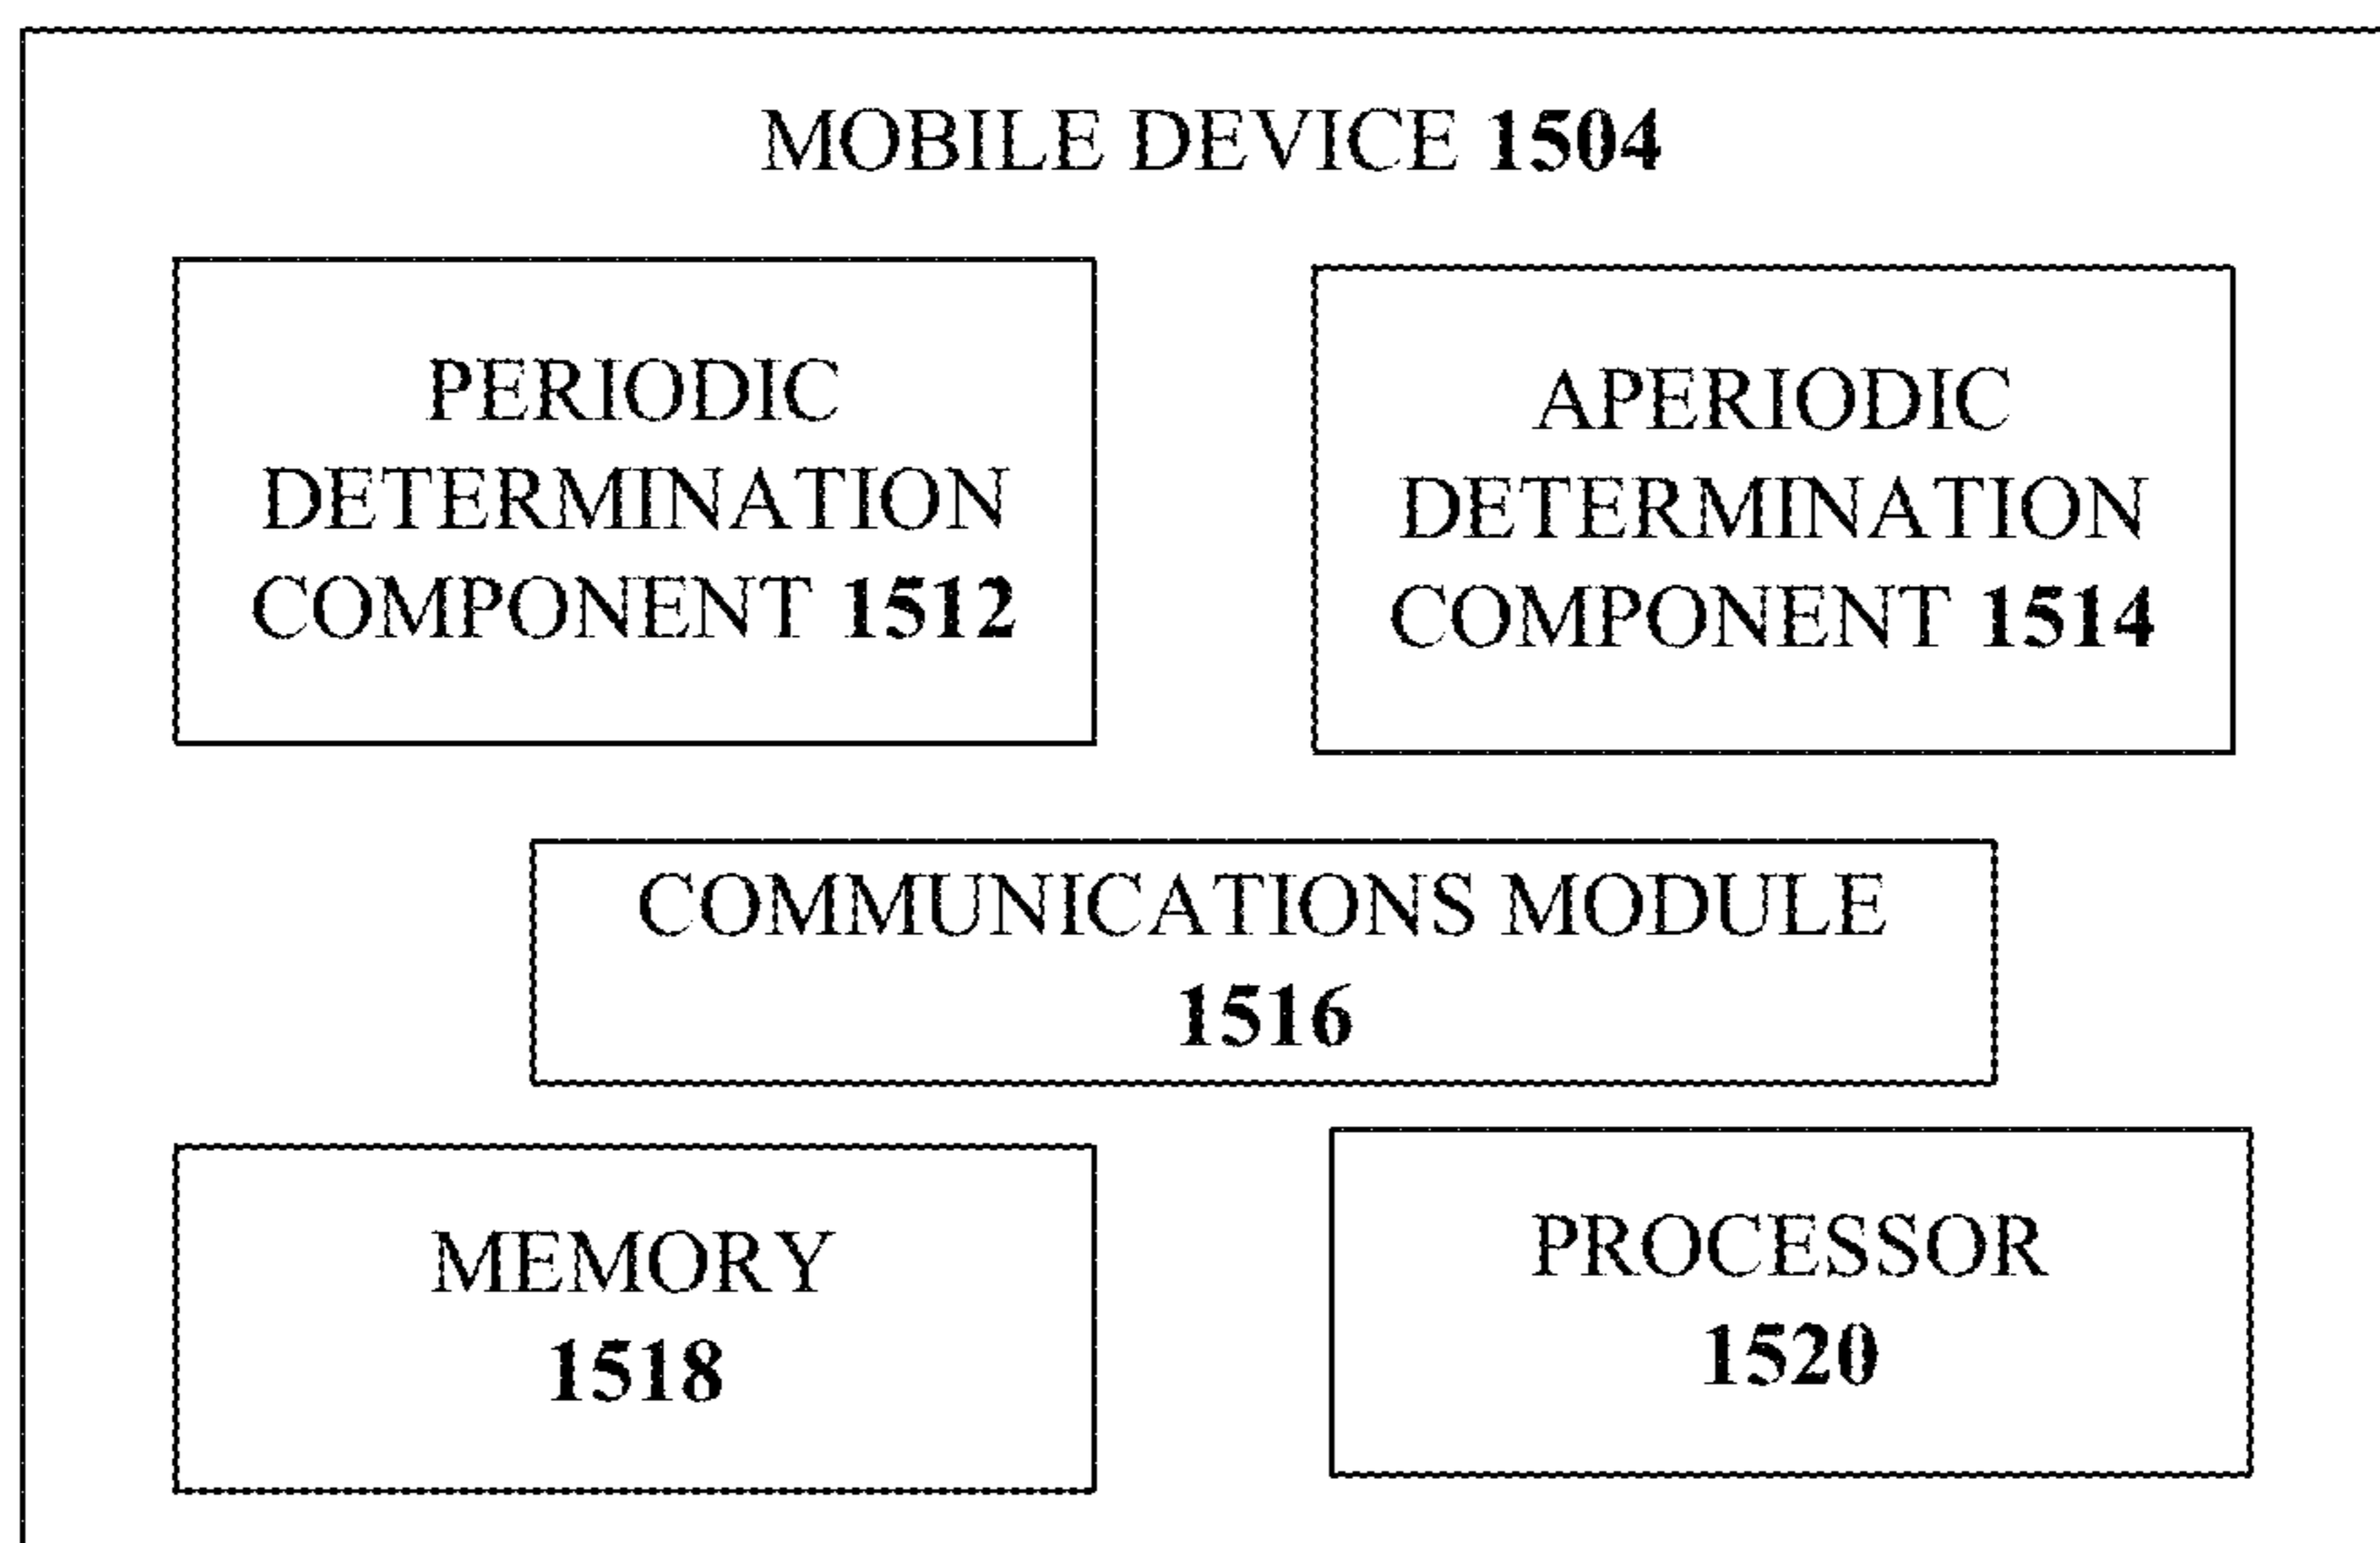 MOBILE DEVICE 1504
PERIODIC
DETERMINATION
COMPONENT 1512
APERIODIC
DETERMINATION
COMPONENT 1514
COMMUNICATIONS MODULE
1516
MEMORY
1518
PROCESSOR
1520